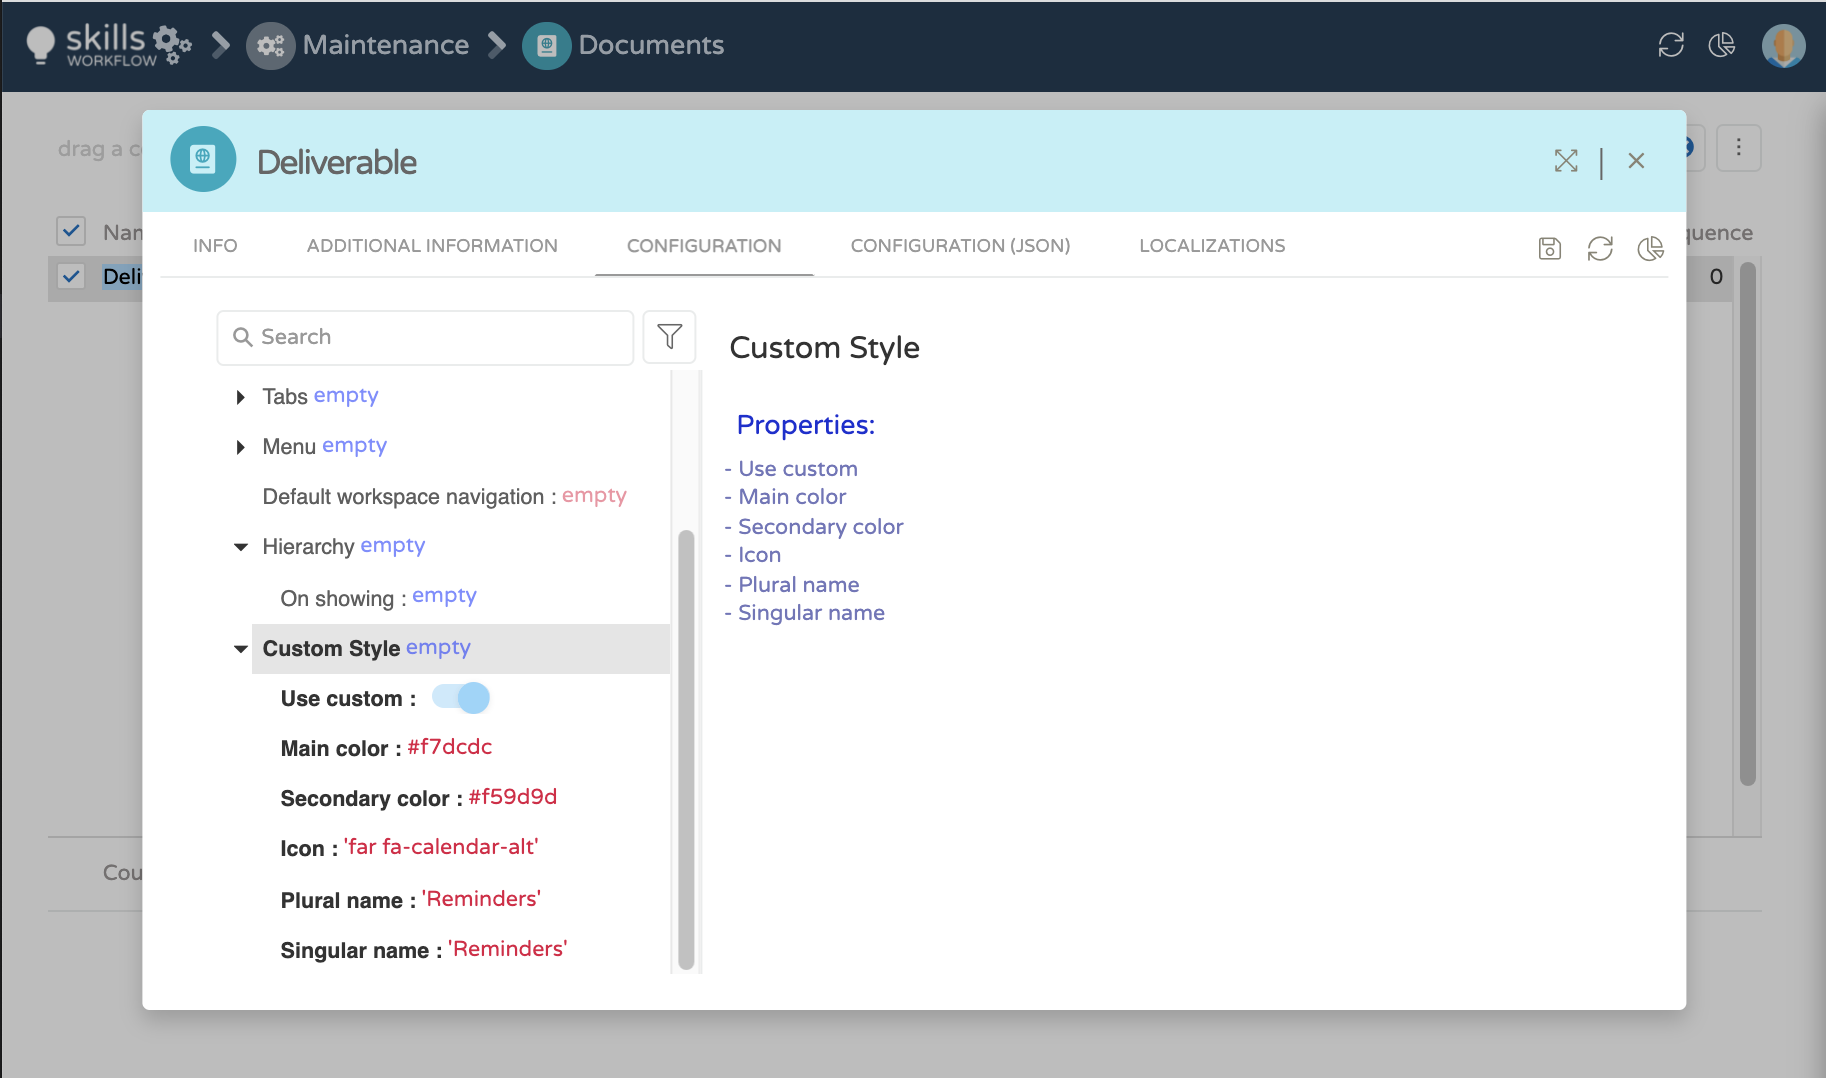 skills
WORKFLOW
Maintenance
Documents
drag a c
Deliverable
INFO
ADDITIONAL INFORMATION
CONFIGURATION
CONFIGURATION (JSON)
LOCALIZATIONS
Nam
quence
Deli
0
Search
Tabs empty
Menu empty
Default workspace navigation : empty
Hierarchy empty
On showing : empty
Custom Style empty
Use custom :
Main color : #f7dcdc
Secondary color : #f59d9d
Icon : 'far fa-calendar-alt'
Plural name : 'Reminders'
Singular name : 'Reminders'
Custom Style
Properties:
- Use custom
- Main color
- Secondary color
- Icon
- Plural name
- Singular name
Cou